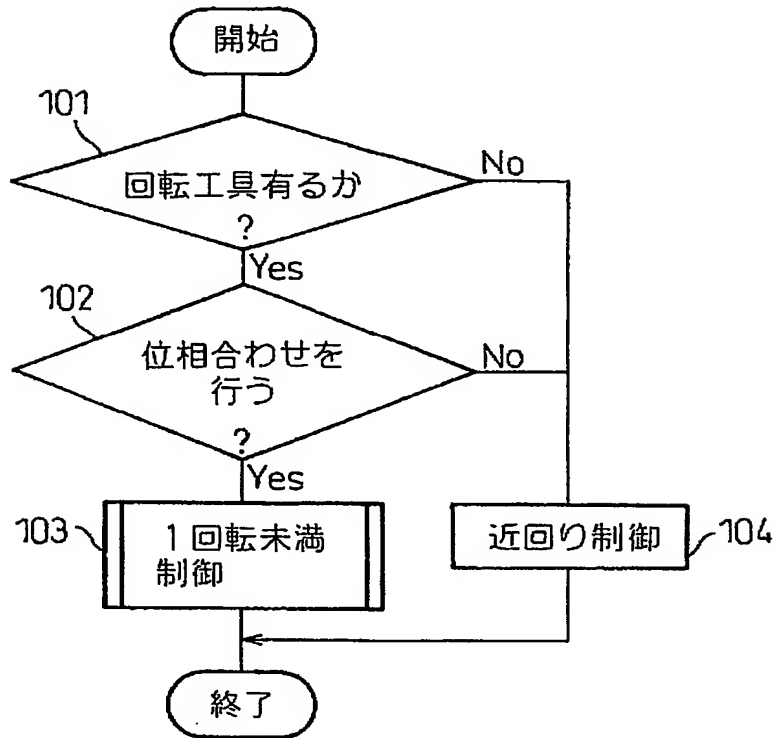 開始
101
回転工具有るか
?
No
Yes
102
位相合わせを
行う
?
No
Yes
103
1回転未満
制御
近回り制御
104
終了